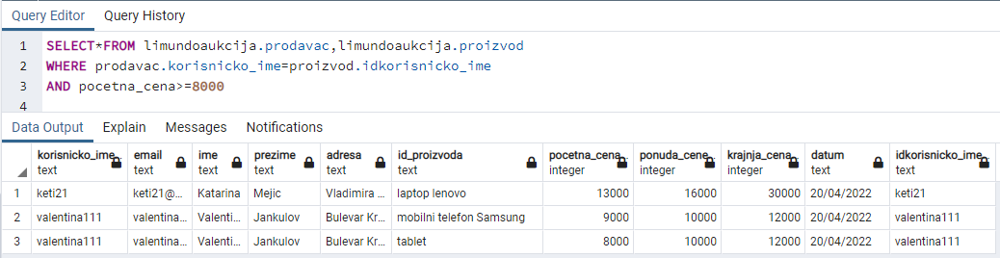 Query Editor Query History
1 SELECT*FROM limundoaukcija.prodavac,limundoaukcija.proizvod
2 WHERE prodavac.korisnicko_ime=proizvod.idkorisnicko_ime
3 AND pocetna_cena>=8000
4
Data Output Explain Messages Notifications
korisnicko_ime email ime prezime adresa id_proizvoda pocetna_cena ponuda_cene krajnja_cena datum idkorisnicko_ime
text text text text text text integer integer integer text text
1 keti21 keti21@... Katarina Mejic Vladimira ... laptop lenovo 13000 16000 30000 20/04/2022 keti21
2 valentina111 valentina... Valenti... Jankulov Bulevar Kr... mobilni telefon Samsung 9000 10000 12000 20/04/2022 valentina111
3 valentina111 valentina... Valenti... Jankulov Bulevar Kr... tablet 8000 10000 12000 20/04/2022 valentina111